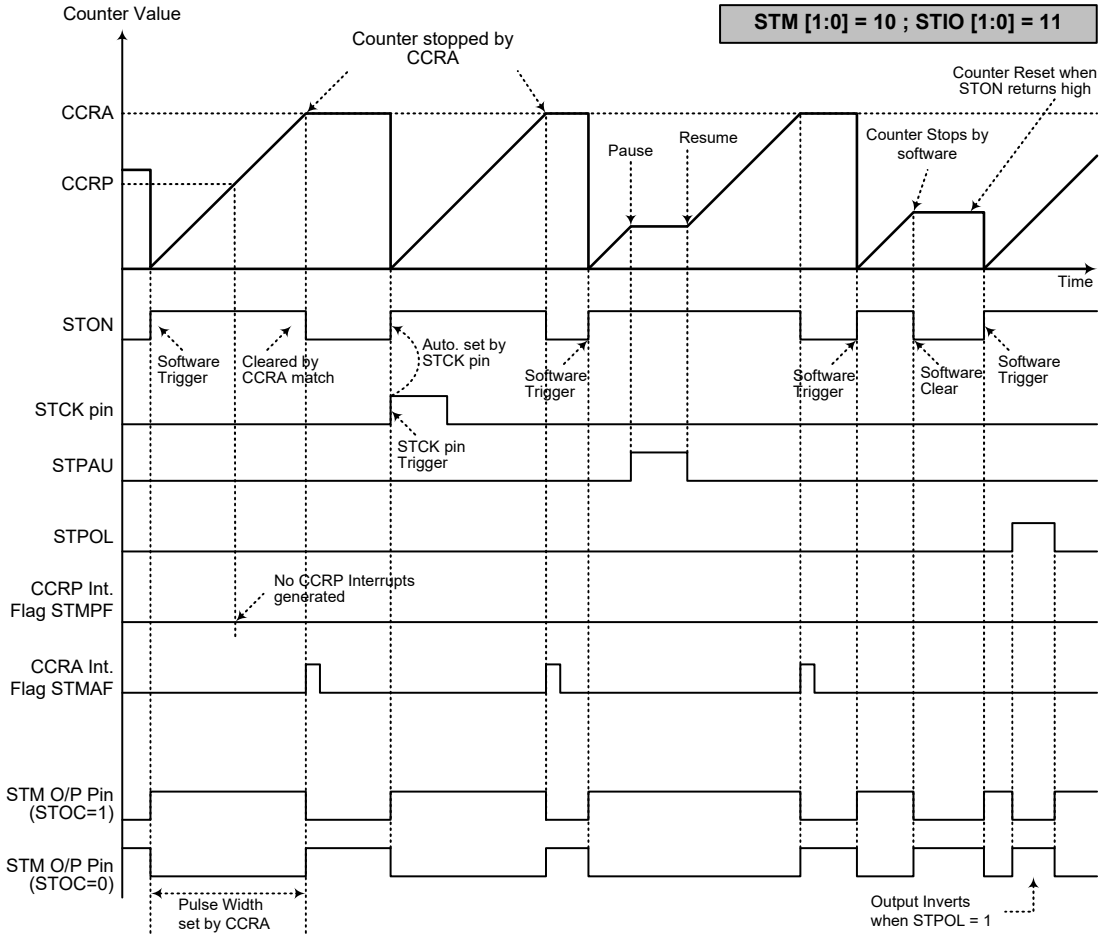 Counter Value
STM [1:0] = 10 ; STIO [1:0] = 11
Counter stopped by
CCRA
Counter Reset when
STON returns high
CCRA
Pause
Resume
Counter Stops by
software
CCRP
Time
STON
Software
Trigger
Cleared by
CCRA match
Auto. set by
STCK pin
Software
Trigger
Software
Trigger
Software
Clear
Software
Trigger
STCK pin
STCK pin
Trigger
STPAU
STPOL
CCRP Int.
Flag STMPF
No CCRP Interrupts
generated
CCRA Int.
Flag STMAF
STM O/P Pin
(STOC=1)
STM O/P Pin
(STOC=0)
Pulse Width
set by CCRA
Output Inverts
when STPOL = 1